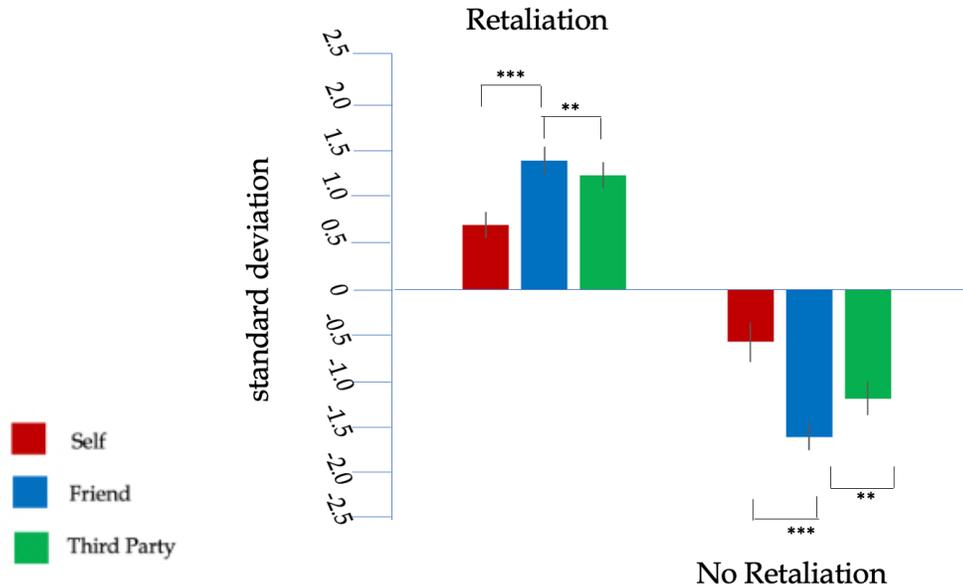 Retaliation
2.5
2.0
1.5
1.0
0.5
0
-0.5
-1.0
-1.5
-2.0
-2.5
standard deviation
***
**
**
***
Self
Friend
Third Party
No Retaliation